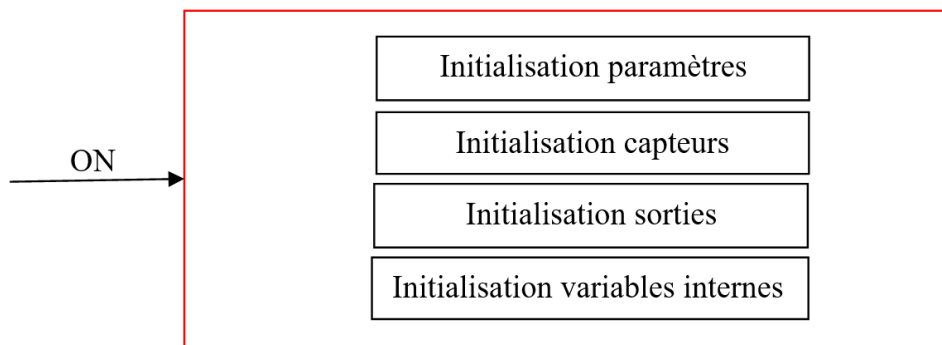 Initialisation paramètres
Initialisation capteurs
ON
Initialisation sorties
Initialisation variables internes